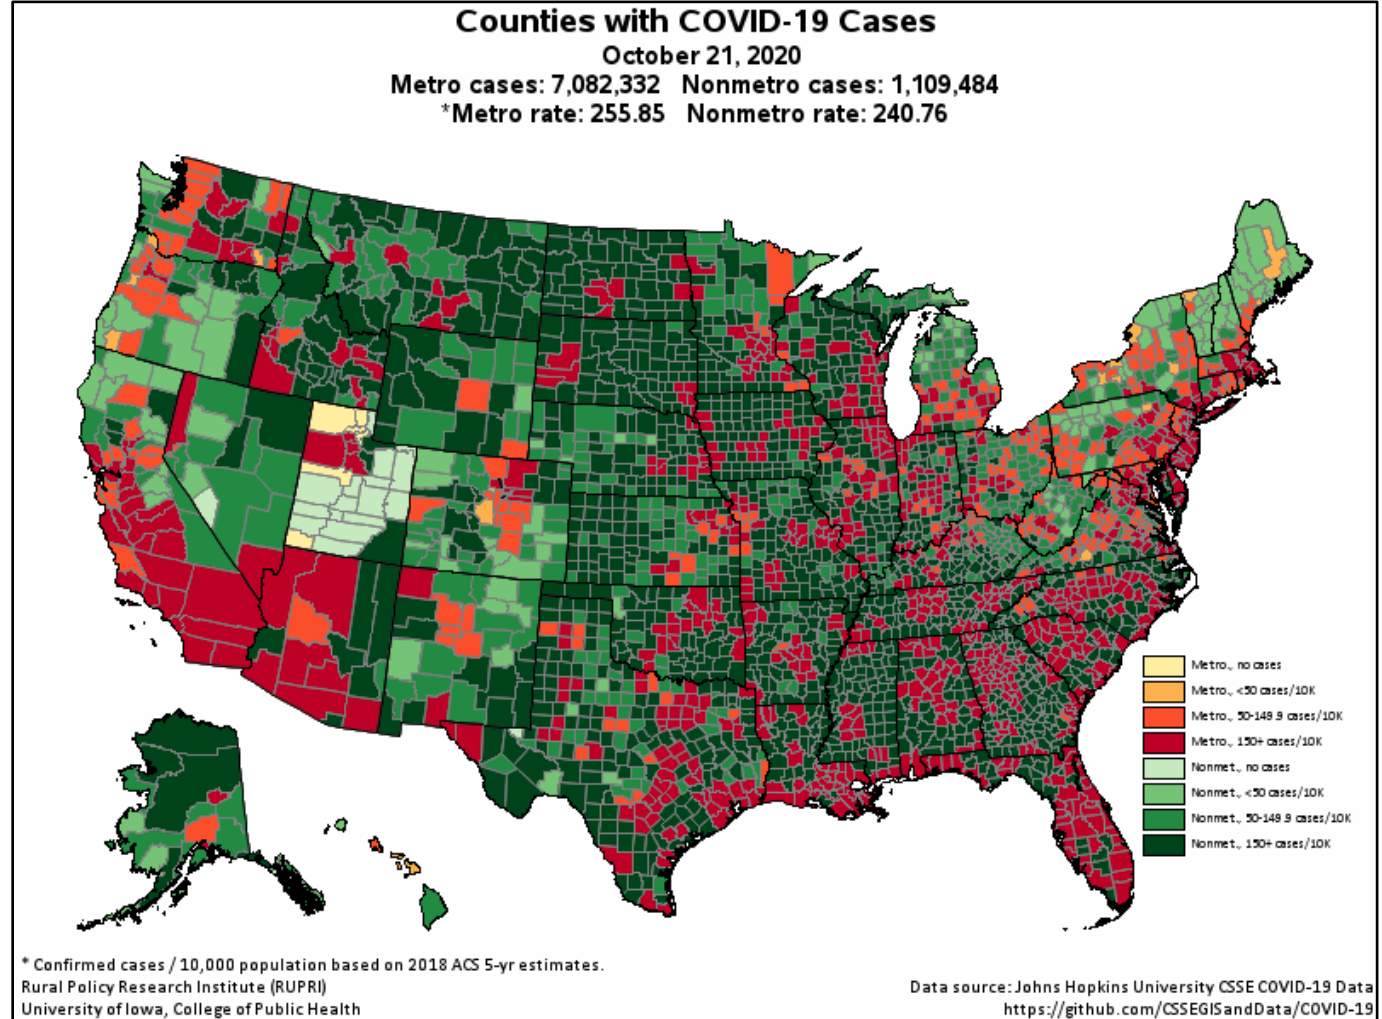 Counties with COVID-19 Cases
October 21, 2020
Metro cases: 7,082,332   Nonmetro cases: 1,109,484
*Metro rate: 255.85   Nonmetro rate: 240.76
Metro., no cases
Metro., <50 cases/10K
Metro., 50-149.9 cases/10K
Metro., 150+ cases/10K
Nonmet., no cases
Nonmet., <50 cases/10K
Nonmet., 50-149.9 cases/10K
Nonmet., 150+ cases/10K
* Confirmed cases / 10,000 population based on 2018 ACS 5-yr estimates.
Rural Policy Research Institute (RUPRI)
University of Iowa, College of Public Health
Data source: Johns Hopkins University CSSE COVID-19 Data
https://github.com/CSSEGISandData/COVID-19